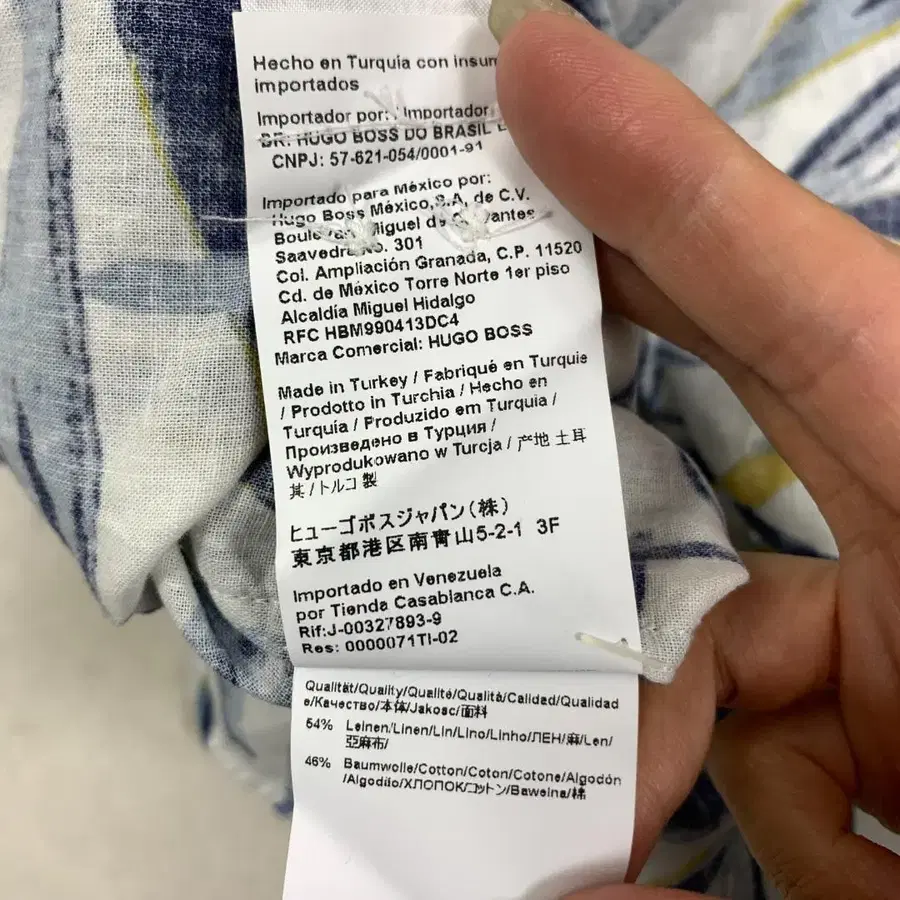 Hecho en Turquía con insum
importados
Importador por: / Importador
BR: HUGO BOSS DO BRASIL L
CNPJ: 57-621-054/0001-91
Importado para México por:
Hugo Boss México,S.A, de C.V.
Miguel de
Saavedra No. 301
Col. Ampliación Granada, C.P. 11520
Cd. de México Torre Norte 1er piso
Alcaldía Miguel Hidalgo
RFC HBM990413DC4
Marca Comercial: HUGO BOSS
Made in Turkey / Fabriqué en Turquie
/ Prodotto in Turchia / Hecho en
Turquía / Produzido em Turquia /
Произведено в Турции /
Wyprodukowano w Turcja / 产地 土耳
其 / トルコ 製
ヒューゴボスジャパン(株)
東京都港区南青山5-2-1 3F
Importado en Venezuela
por Tienda Casablanca C.A.
Rif:J-00327893-9
Res: 0000071TI-02
Qualität/Quality/Qualité/Qualità/Calidad/Qualidad
e/Качество/本体/Jakosc/面料
54% Leinen/Linen/Lin/Lino/Linho/ЛЕН/麻/Len/
亞麻布/
46% Baumwolle/Cotton/Coton/Cotone/Algodón
/Algodão/ХЛОПОК/コットン/Bawelna/棉